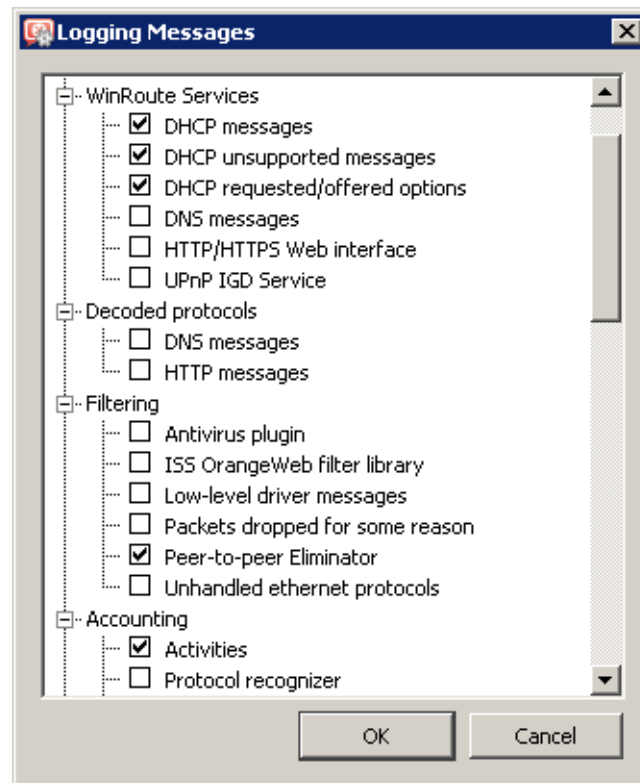 Logging Messages
WinRoute Services
DHCP messages
DHCP unsupported messages
DHCP requested/offered options
DNS messages
HTTP/HTTPS Web interface
UPnP IGD Service
Decoded protocols
DNS messages
HTTP messages
Filtering
Antivirus plugin
ISS OrangeWeb filter library
Low-level driver messages
Packets dropped for some reason
Peer-to-peer Eliminator
Unhandled ethernet protocols
Accounting
Activities
Protocol recognizer
OK Cancel